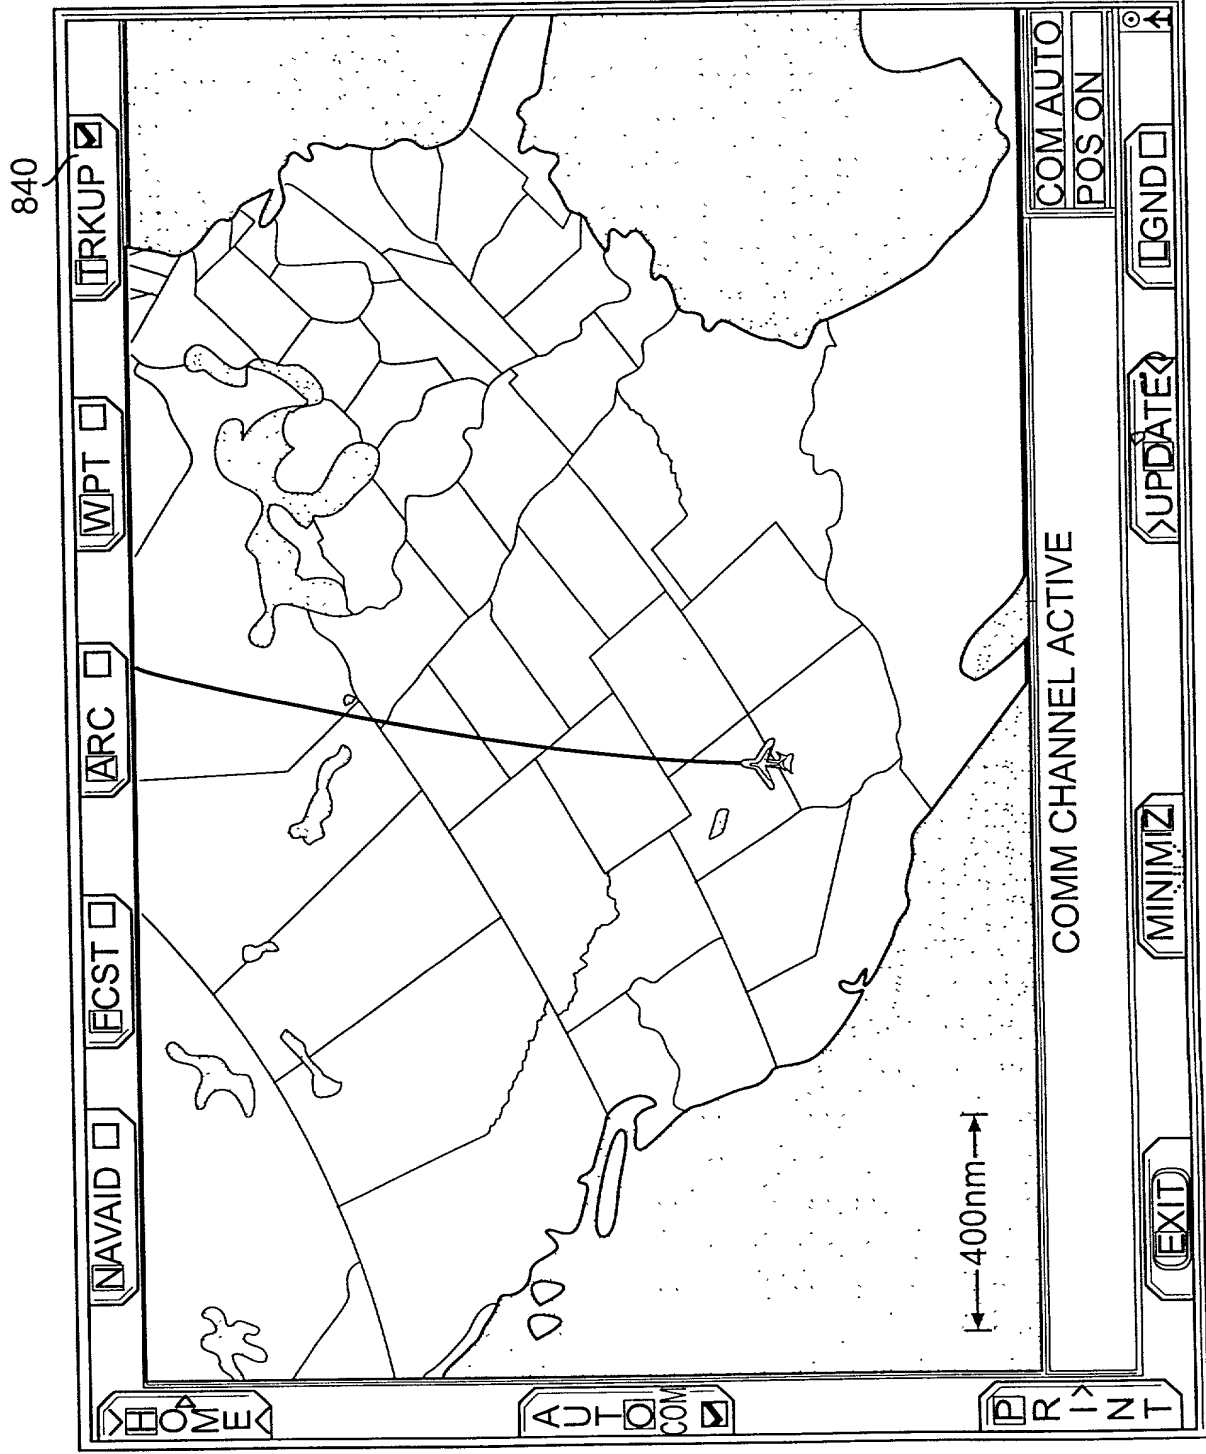 840
NAVAID
FCST
ARC
WPT
TRKUP
>HOME<
AUTO
COM
PRINT
400nm
COMM CHANNEL ACTIVE
COM AUTO
POS ON
EXIT
MINIMIZ
>UPDATE<
LGND